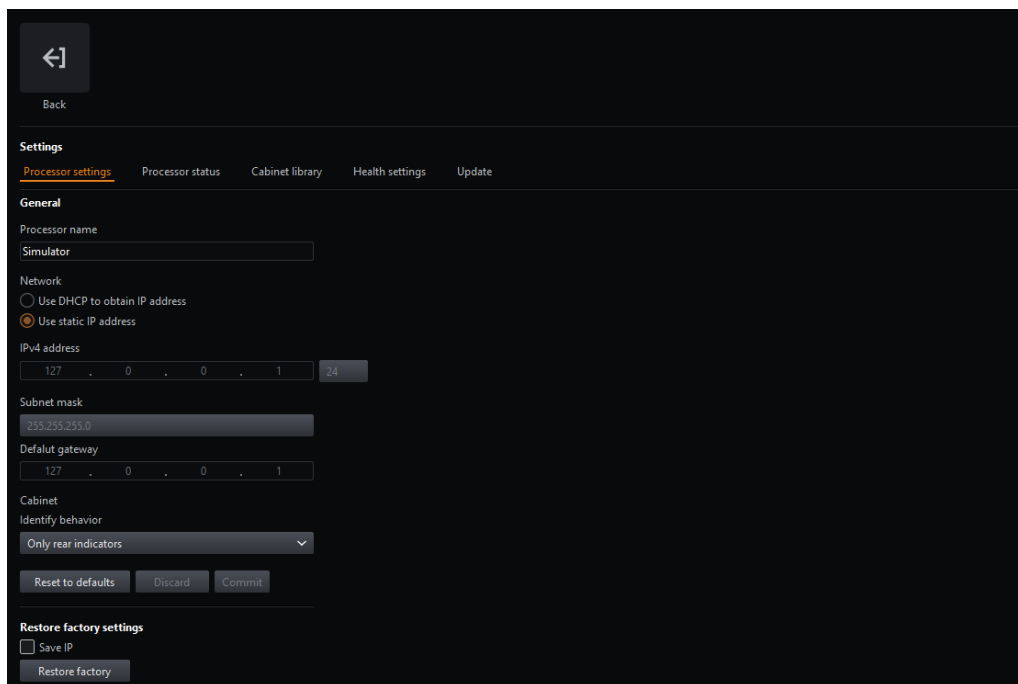 Back
Settings
Processor settings Processor status Cabinet library Health settings Update
General
Processor name
Simulator
Network
Use DHCP to obtain IP address
Use static IP address
IPv4 address
127 . 0 . 0 . 1 24
Subnet mask
255.255.255.0
Defalut gateway
127 . 0 . 0 . 1
Cabinet
Identify behavior
Only rear indicators
Reset to defaults Discard Commit
Restore factory settings
Save IP
Restore factory